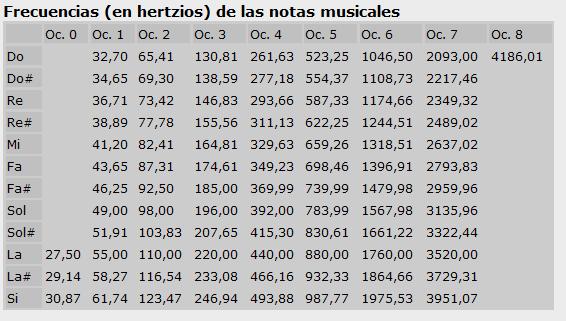 Frecuencias (en hertzios) de las notas musicales
Oc. 0 Oc. 1 Oc. 2 Oc. 3 Oc. 4 Oc. 5 Oc. 6 Oc. 7 Oc. 8
Do 32,70 65,41 130,81 261,63 523,25 1046,50 2093,00 4186,01
Do# 34,65 69,30 138,59 277,18 554,37 1108,73 2217,46
Re 36,71 73,42 146,83 293,66 587,33 1174,66 2349,32
Re# 38,89 77,78 155,56 311,13 622,25 1244,51 2489,02
Mi 41,20 82,41 164,81 329,63 659,26 1318,51 2637,02
Fa 43,65 87,31 174,61 349,23 698,46 1396,91 2793,83
Fa# 46,25 92,50 185,00 369,99 739,99 1479,98 2959,96
Sol 49,00 98,00 196,00 392,00 783,99 1567,98 3135,96
Sol# 51,91 103,83 207,65 415,30 830,61 1661,22 3322,44
La 27,50 55,00 110,00 220,00 440,00 880,00 1760,00 3520,00
La# 29,14 58,27 116,54 233,08 466,16 932,33 1864,66 3729,31
Si 30,87 61,74 123,47 246,94 493,88 987,77 1975,53 3951,07